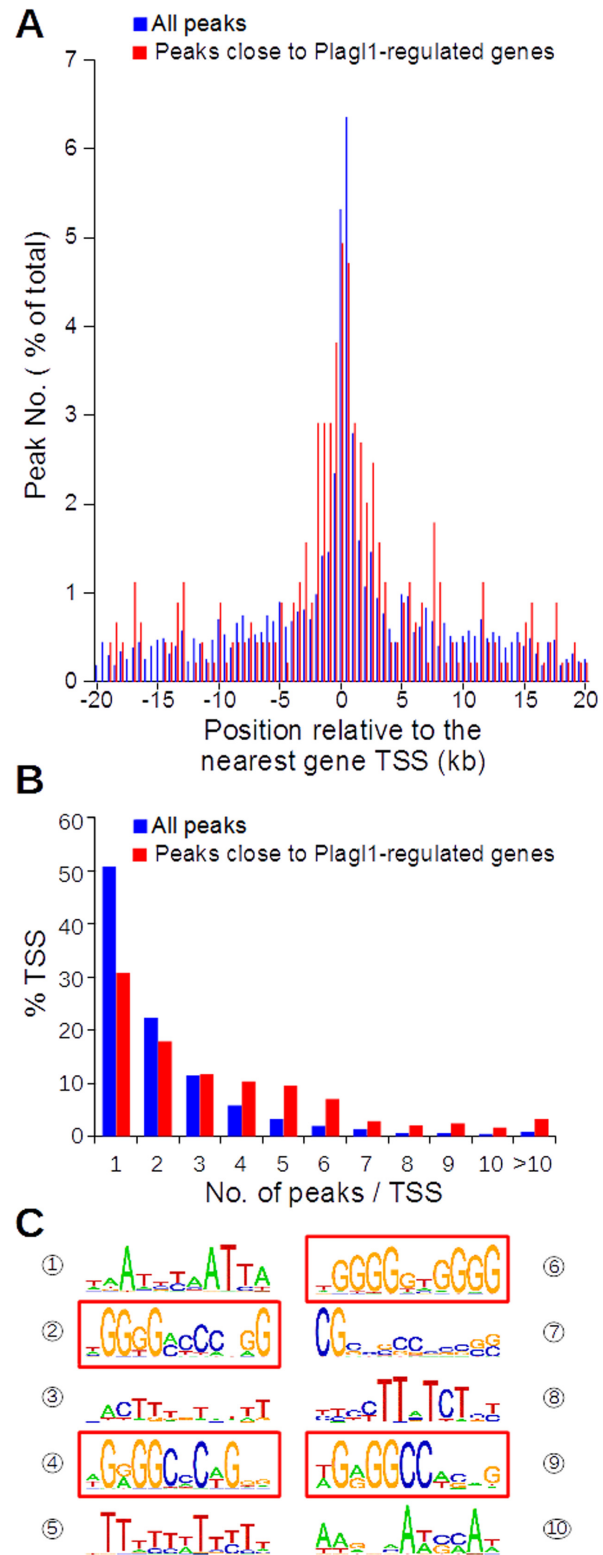 A
All peaks
Peaks close to Plagl1-regulated genes
7
6
5
4
3
2
1
0
Peak No. ( % of total)
-20 -15 -10 -5 0 5 10 15 20
Position relative to the
nearest gene TSS (kb)
B
All peaks
Peaks close to Plagl1-regulated genes
60
50
40
30
20
10
0
% TSS
1 2 3 4 5 6 7 8 9 10 >10
No. of peaks / TSS
C
① ⑥
② ⑦
③ ⑧
④ ⑨
⑤ ⑩